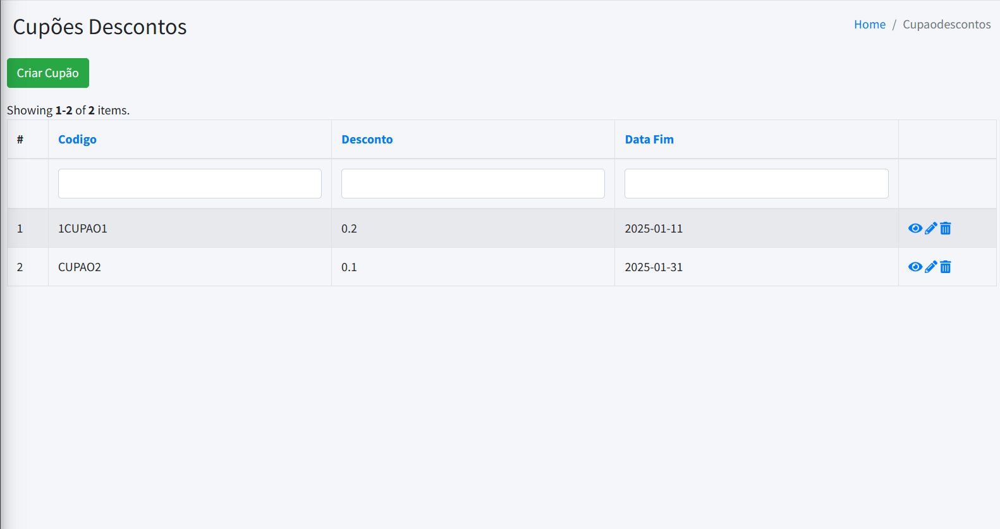 Cupões Descontos
Home / Cupaodescontos
Criar Cupão
Showing 1-2 of 2 items.
# Codigo Desconto Data Fim
1 1CUPAO1 0.2 2025-01-11
2 CUPAO2 0.1 2025-01-31